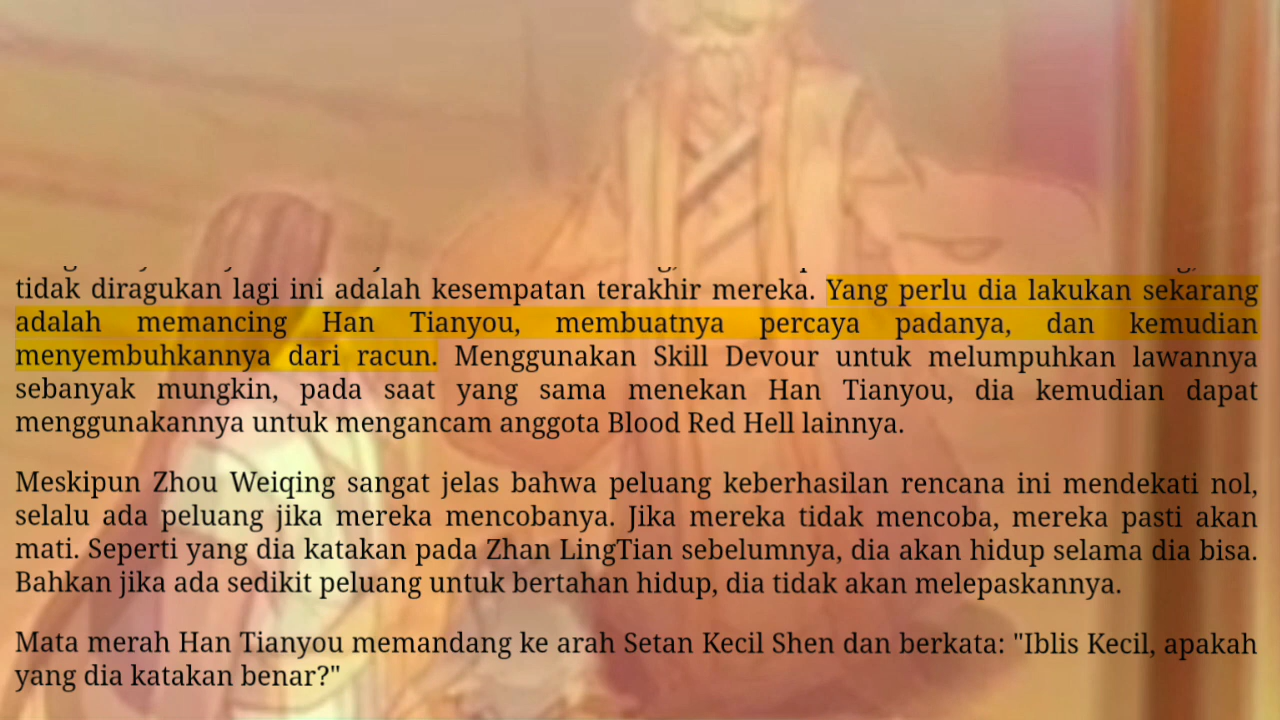 tidak diragukan lagi ini adalah kesempatan terakhir mereka. Yang perlu dia lakukan sekarang
adalah memancing Han Tianyou, membuatnya percaya padanya, dan kemudian
menyembuhkannya dari racun. Menggunakan Skill Devour untuk melumpuhkan lawannya
sebanyak mungkin, pada saat yang sama menekan Han Tianyou, dia kemudian dapat
menggunakannya untuk mengancam anggota Blood Red Hell lainnya.
Meskipun Zhou Weiqing sangat jelas bahwa peluang keberhasilan rencana ini mendekati nol,
selalu ada peluang jika mereka mencobanya. Jika mereka tidak mencoba, mereka pasti akan
mati. Seperti yang dia katakan pada Zhan LingTian sebelumnya, dia akan hidup selama dia bisa.
Bahkan jika ada sedikit peluang untuk bertahan hidup, dia tidak akan melepaskannya.
Mata merah Han Tianyou memandang ke arah Setan Kecil Shen dan berkata: "Iblis Kecil, apakah
yang dia katakan benar?"